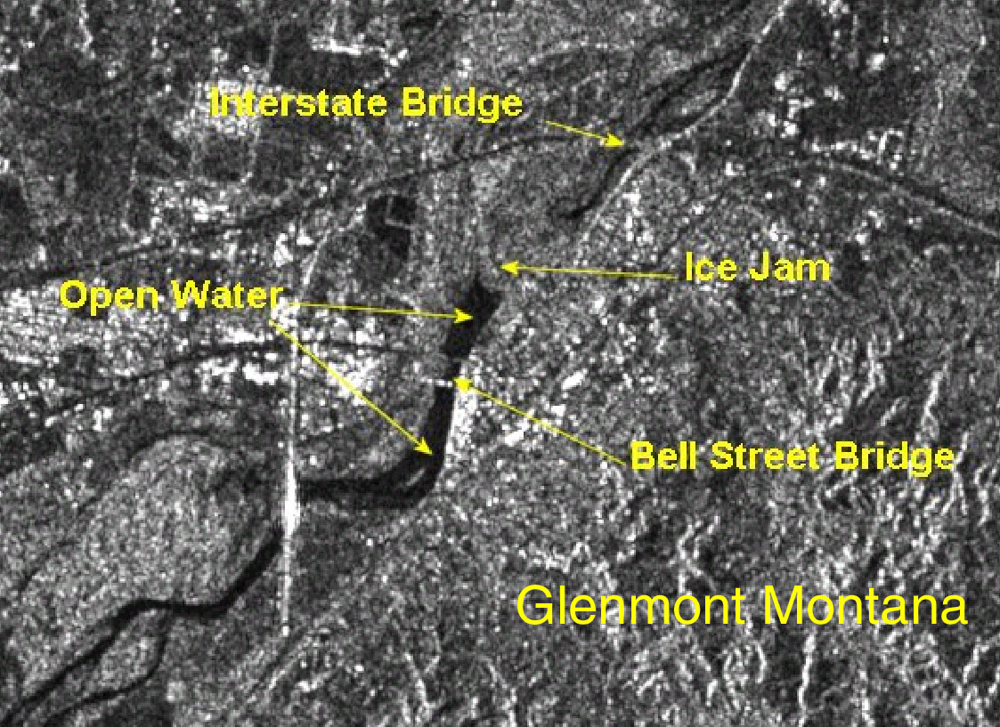 Interstate Bridge
Ice Jam
Open Water
Bell Street Bridge
Glenmont Montana